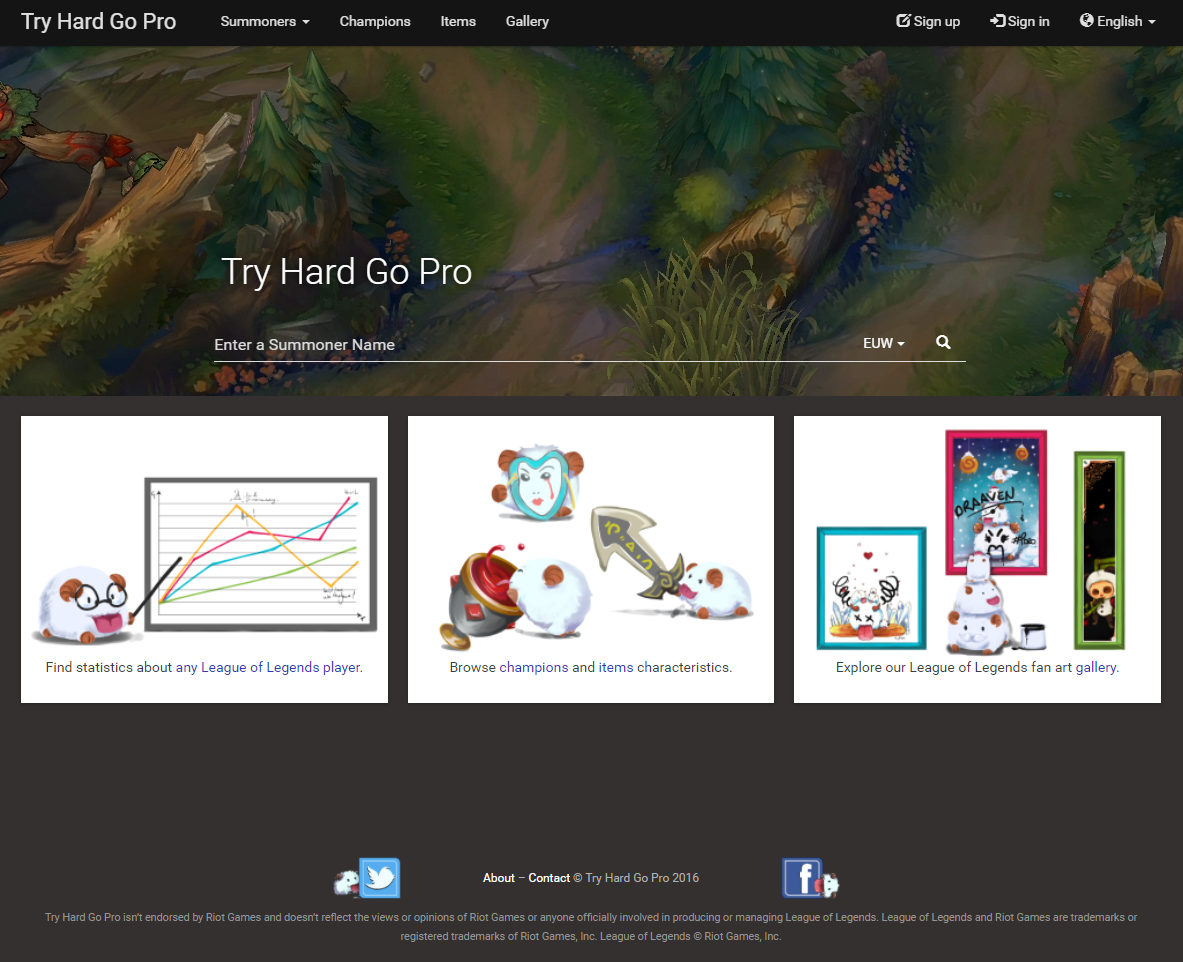 Try Hard Go Pro Summoners Champions Items Gallery Sign up Sign in English
Try Hard Go Pro
Enter a Summoner Name EUW
DRAAVEN
Find statistics about any League of Legends player.
Browse champions and items characteristics.
Explore our League of Legends fan art gallery.
About – Contact © Try Hard Go Pro 2016
Try Hard Go Pro isn't endorsed by Riot Games and doesn't reflect the views or opinions of Riot Games or anyone officially involved in producing or managing League of Legends. League of Legends and Riot Games are trademarks or
registered trademarks of Riot Games, Inc. League of Legends © Riot Games, Inc.